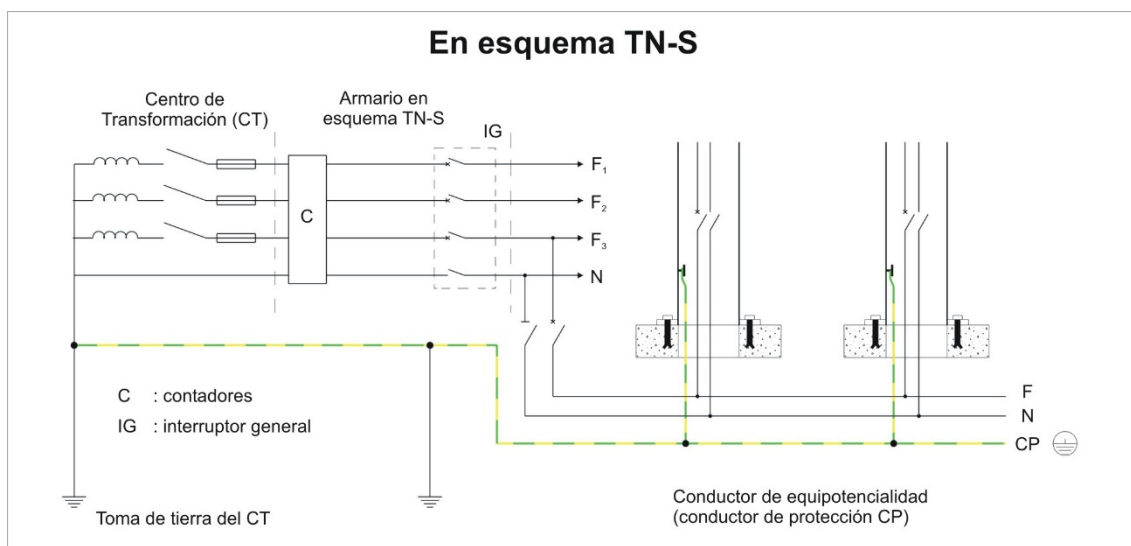 En esquema TN-S
Centro de
Transformación (CT)
Armario en
esquema TN-S
IG
C
F₁
F₂
F₃
N
C : contadores
IG : interruptor general
F
N
CP
Toma de tierra del CT
Conductor de equipotencialidad
(conductor de protección CP)